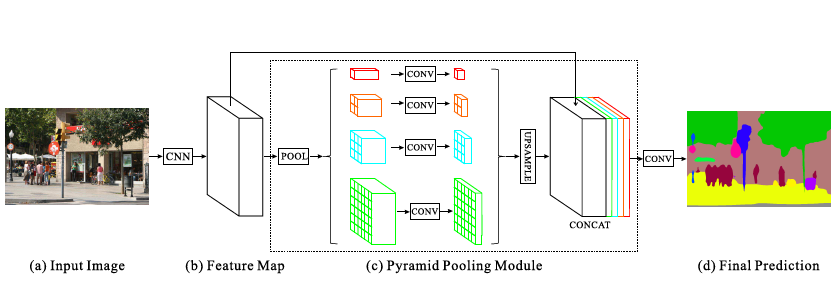 CNN
POOL
CONV
CONV
CONV
CONV
UPSAMPLE
CONCAT
CONV
(a) Input Image
(b) Feature Map
(c) Pyramid Pooling Module
(d) Final Prediction